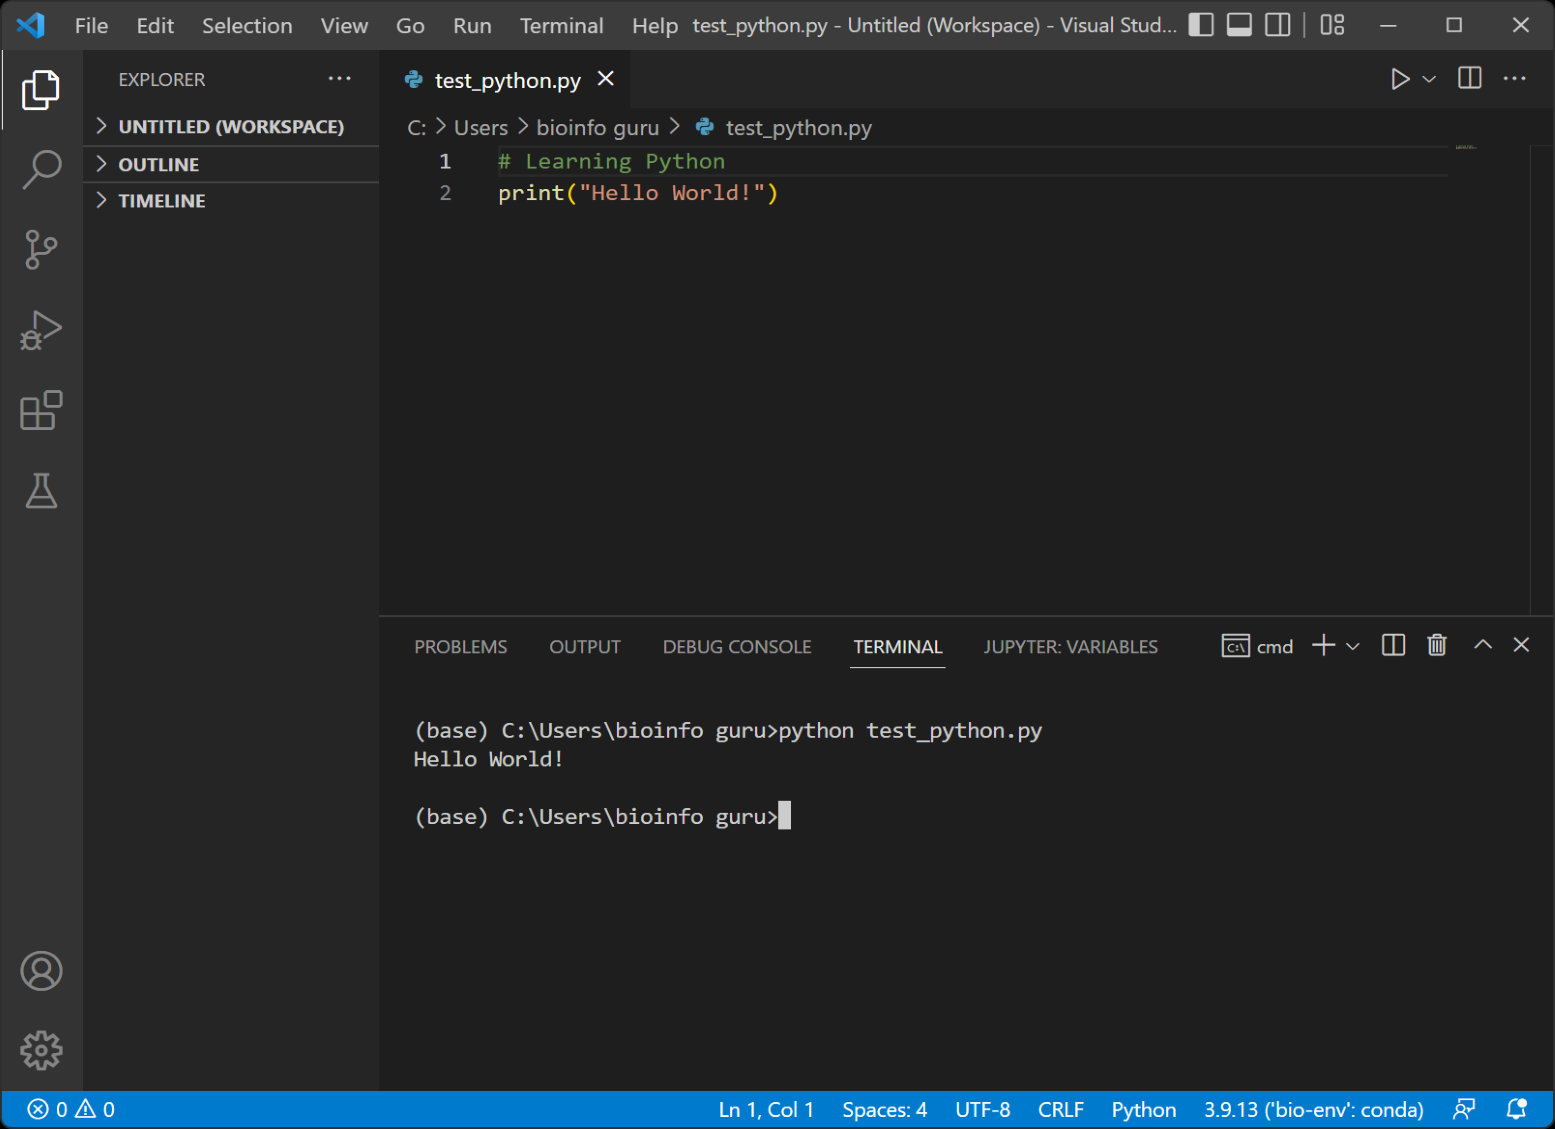 File Edit Selection View Go Run Terminal Help test_python.py - Untitled (Workspace) - Visual Stud...
EXPLORER
UNTITLED (WORKSPACE)
OUTLINE
TIMELINE
test_python.py
C: > Users > bioinfo guru > test_python.py
1 # Learning Python
2 print("Hello World!")
PROBLEMS OUTPUT DEBUG CONSOLE TERMINAL JUPYTER: VARIABLES cmd
(base) C:\Users\bioinfo guru>python test_python.py
Hello World!
(base) C:\Users\bioinfo guru>
0 0 Ln 1, Col 1 Spaces: 4 UTF-8 CRLF Python 3.9.13 ('bio-env': conda)